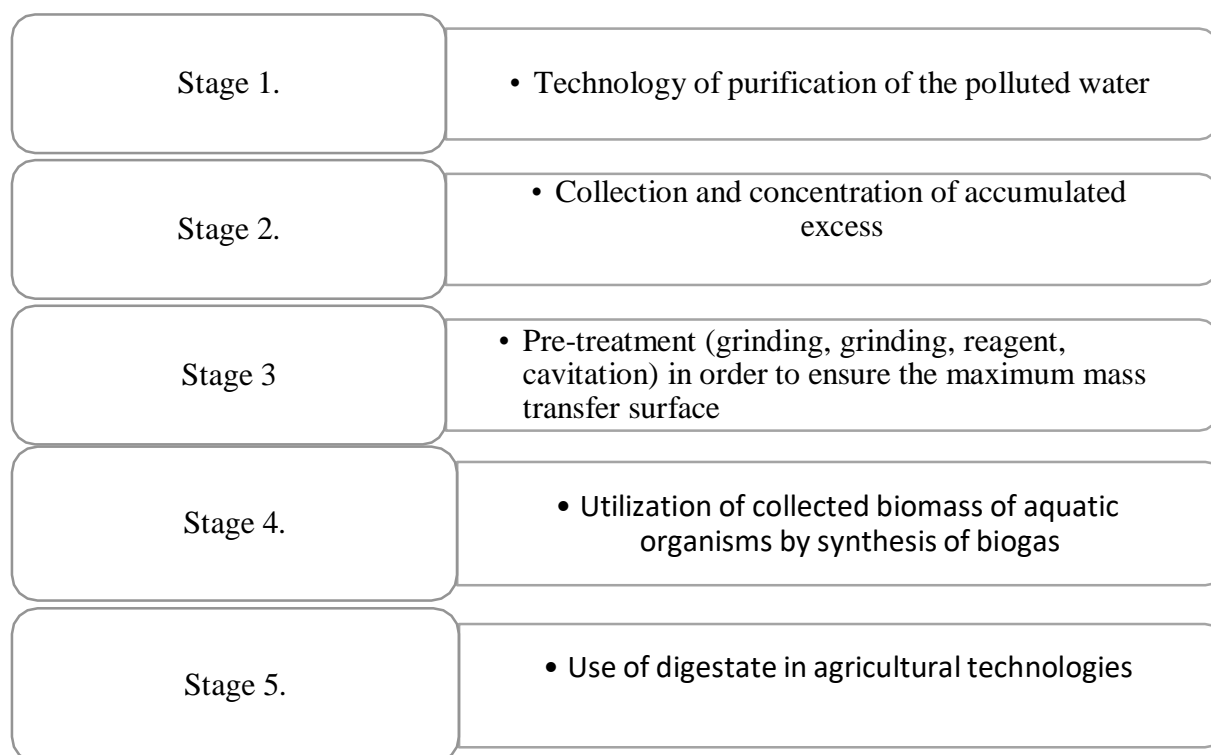 Stage 1.
• Technology of purification of the polluted water
Stage 2.
• Collection and concentration of accumulated
excess
Stage 3
• Pre-treatment (grinding, grinding, reagent,
cavitation) in order to ensure the maximum mass
transfer surface
Stage 4.
• Utilization of collected biomass of aquatic
organisms by synthesis of biogas
Stage 5.
• Use of digestate in agricultural technologies